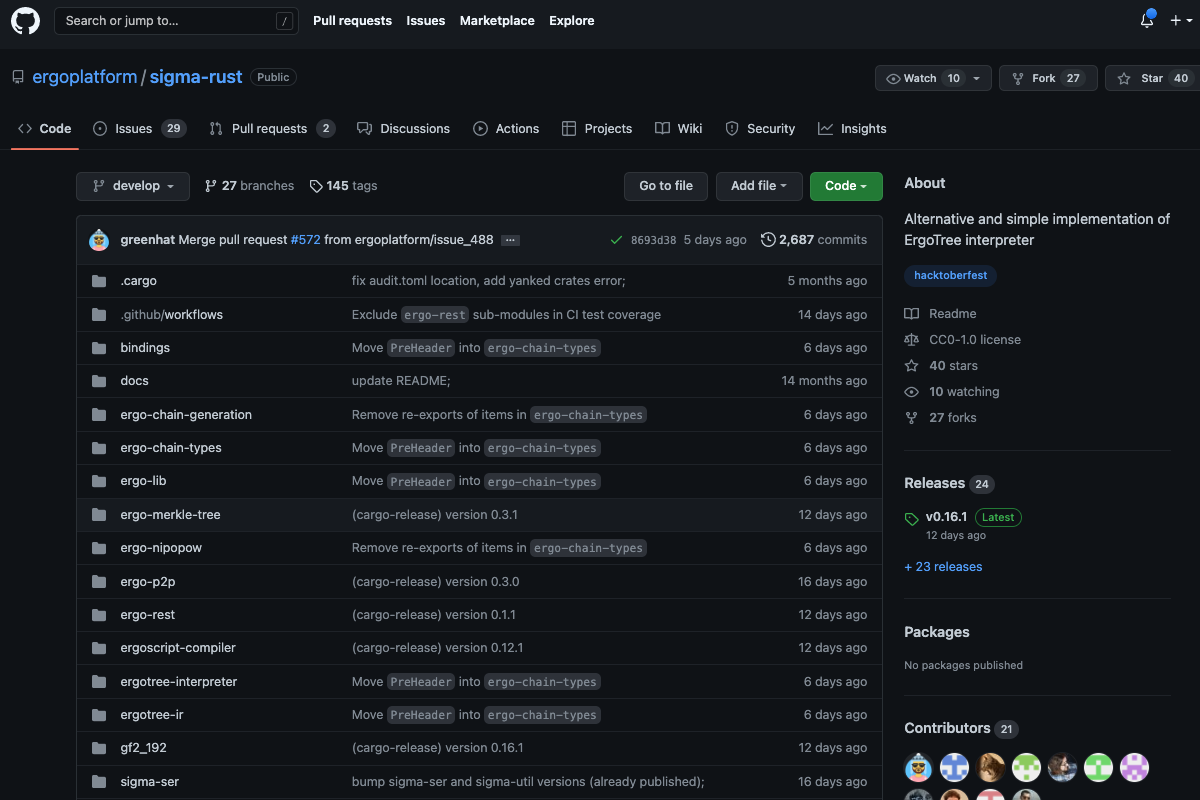 Search or jump to... /
Pull requests Issues Marketplace Explore
ergoplatform / sigma-rust Public
Watch 10 Fork 27 Star 40
Code Issues 29 Pull requests 2 Discussions Actions Projects Wiki Security Insights
develop 27 branches 145 tags Go to file Add file Code
greenhat Merge pull request #572 from ergoplatform/issue_488 ... 8693d38 5 days ago 2,687 commits
.cargo fix audit.toml location, add yanked crates error; 5 months ago
.github/workflows Exclude ergo-rest sub-modules in CI test coverage 14 days ago
bindings Move PreHeader into ergo-chain-types 6 days ago
docs update README; 14 months ago
ergo-chain-generation Remove re-exports of items in ergo-chain-types 6 days ago
ergo-chain-types Move PreHeader into ergo-chain-types 6 days ago
ergo-lib Move PreHeader into ergo-chain-types 6 days ago
ergo-merkle-tree (cargo-release) version 0.3.1 12 days ago
ergo-nipopow Remove re-exports of items in ergo-chain-types 6 days ago
ergo-p2p (cargo-release) version 0.3.0 16 days ago
ergo-rest (cargo-release) version 0.1.1 12 days ago
ergoscript-compiler (cargo-release) version 0.12.1 12 days ago
ergotree-interpreter Move PreHeader into ergo-chain-types 6 days ago
ergotree-ir Move PreHeader into ergo-chain-types 6 days ago
gf2_192 (cargo-release) version 0.16.1 12 days ago
sigma-ser bump sigma-ser and sigma-util versions (already published); 16 days ago
About
Alternative and simple implementation of
ErgoTree interpreter
hacktoberfest
Readme
CC0-1.0 license
40 stars
10 watching
27 forks
Releases 24
v0.16.1 Latest
12 days ago
+ 23 releases
Packages
No packages published
Contributors 21